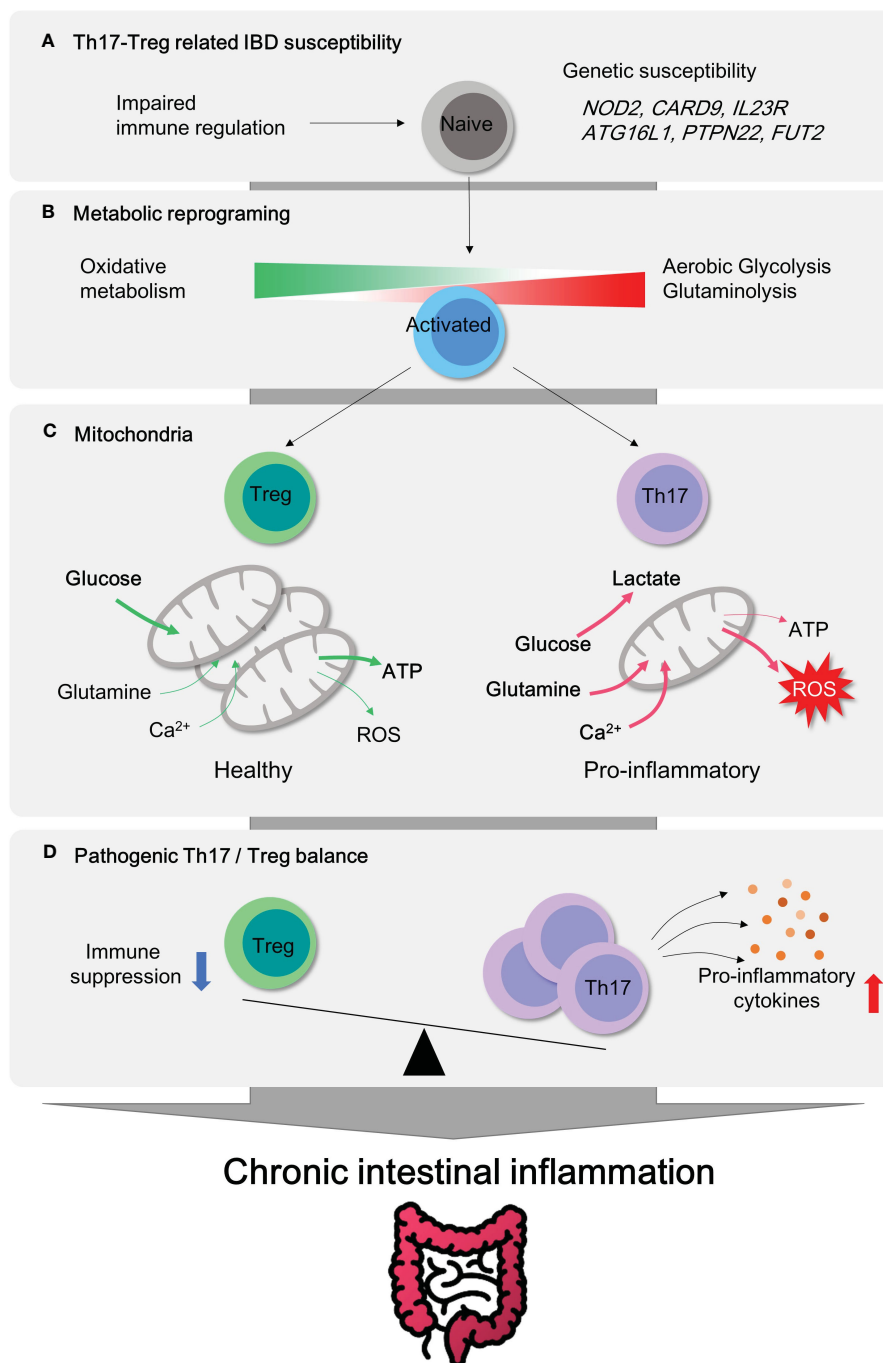 A Th17-Treg related IBD susceptibility
Genetic susceptibility
Impaired
immune regulation
Naive
NOD2, CARD9, IL23R
ATG16L1, PTPN22, FUT2
B Metabolic reprograming
Oxidative
metabolism
Aerobic Glycolysis
Glutaminolysis
Activated
C Mitochondria
Treg
Th17
Glucose
Glutamine
Ca²⁺
ATP
ROS
Healthy
Lactate
Glucose
Glutamine
Ca²⁺
ATP
ROS
Pro-inflammatory
D Pathogenic Th17 / Treg balance
Immune
suppression
Treg
Th17
Pro-inflammatory
cytokines
Chronic intestinal inflammation